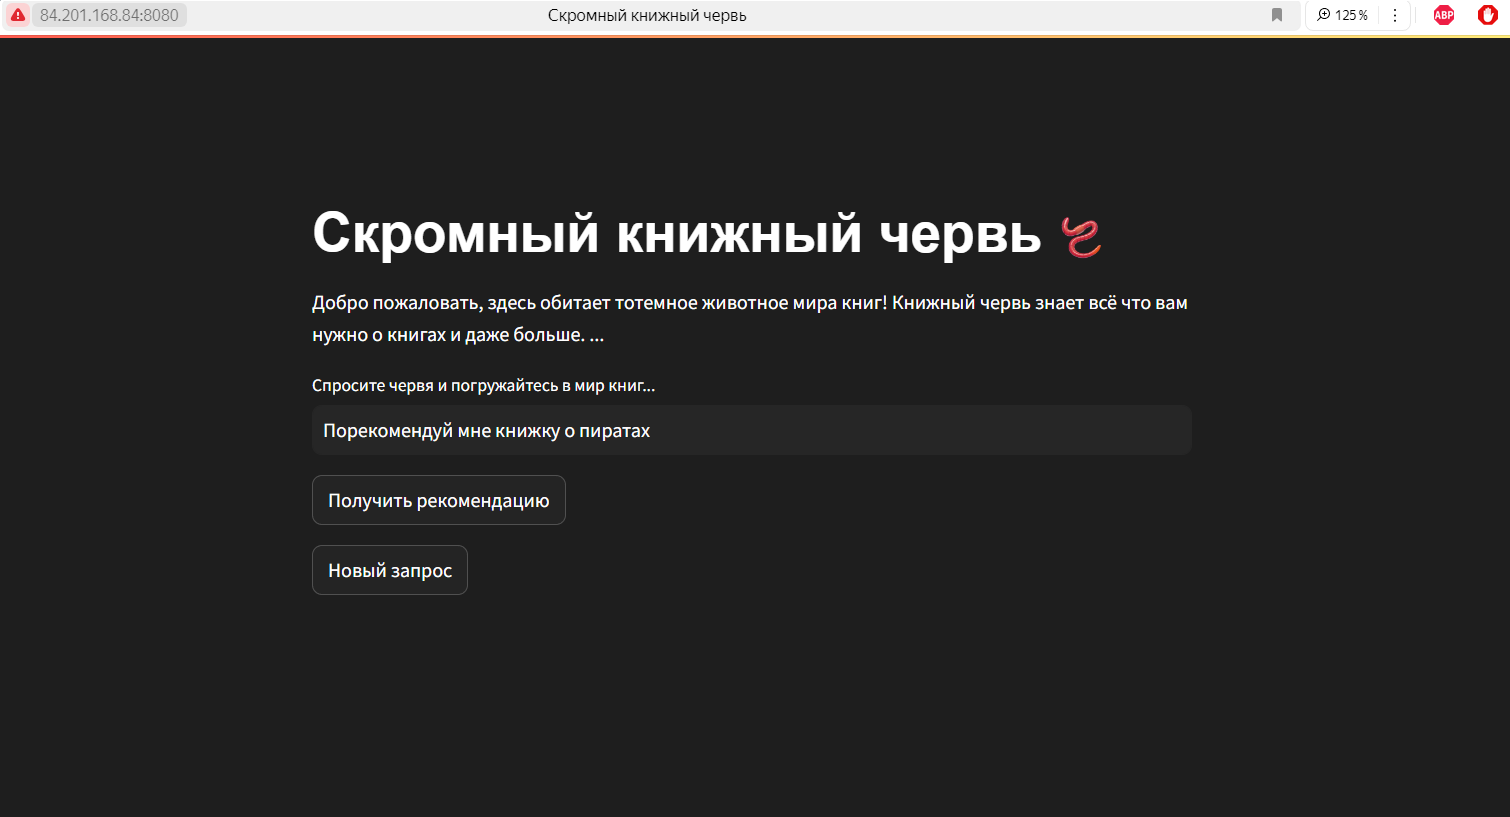 84.201.168.84:8080 Скромный книжный червь 125 % ABP
Скромный книжный червь
Добро пожаловать, здесь обитает тотемное животное мира книг! Книжный червь знает всё что вам
нужно о книгах и даже больше. ...
Спросите червя и погружайтесь в мир книг...
Порекомендуй мне книжку о пиратах
Получить рекомендацию
Новый запрос